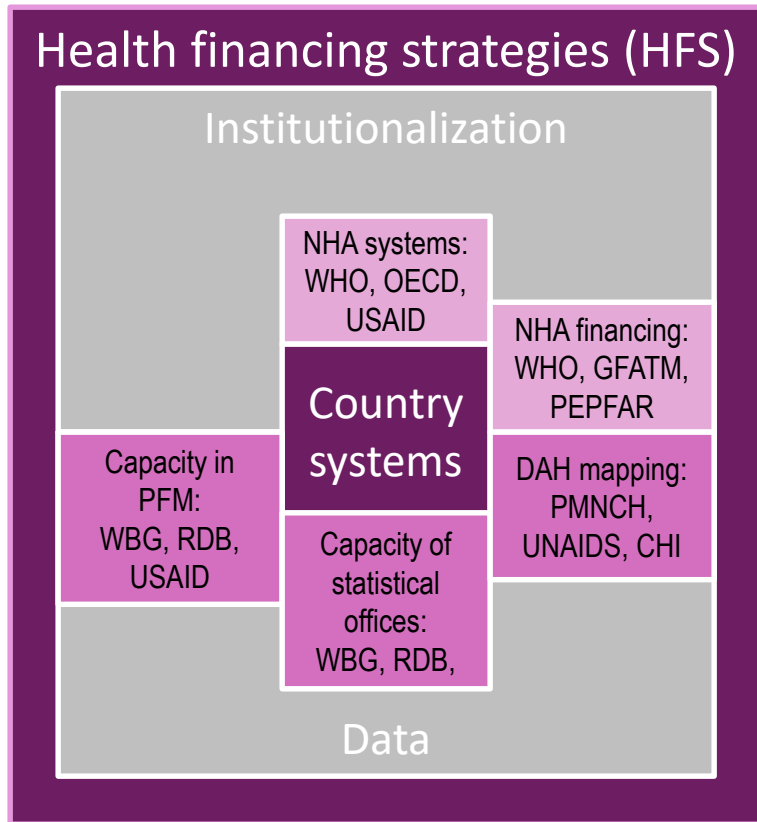 Health financing strategies (HFS)
Institutionalization
NHA systems:
WHO, OECD,
USAID
NHA financing:
WHO, GFATM,
PEPFAR
Country
systems
Capacity in
PFM:
WBG, RDB,
USAID
DAH mapping:
PMNCH,
UNAIDS, CHI
Capacity of
statistical
offices:
WBG, RDB,
Data